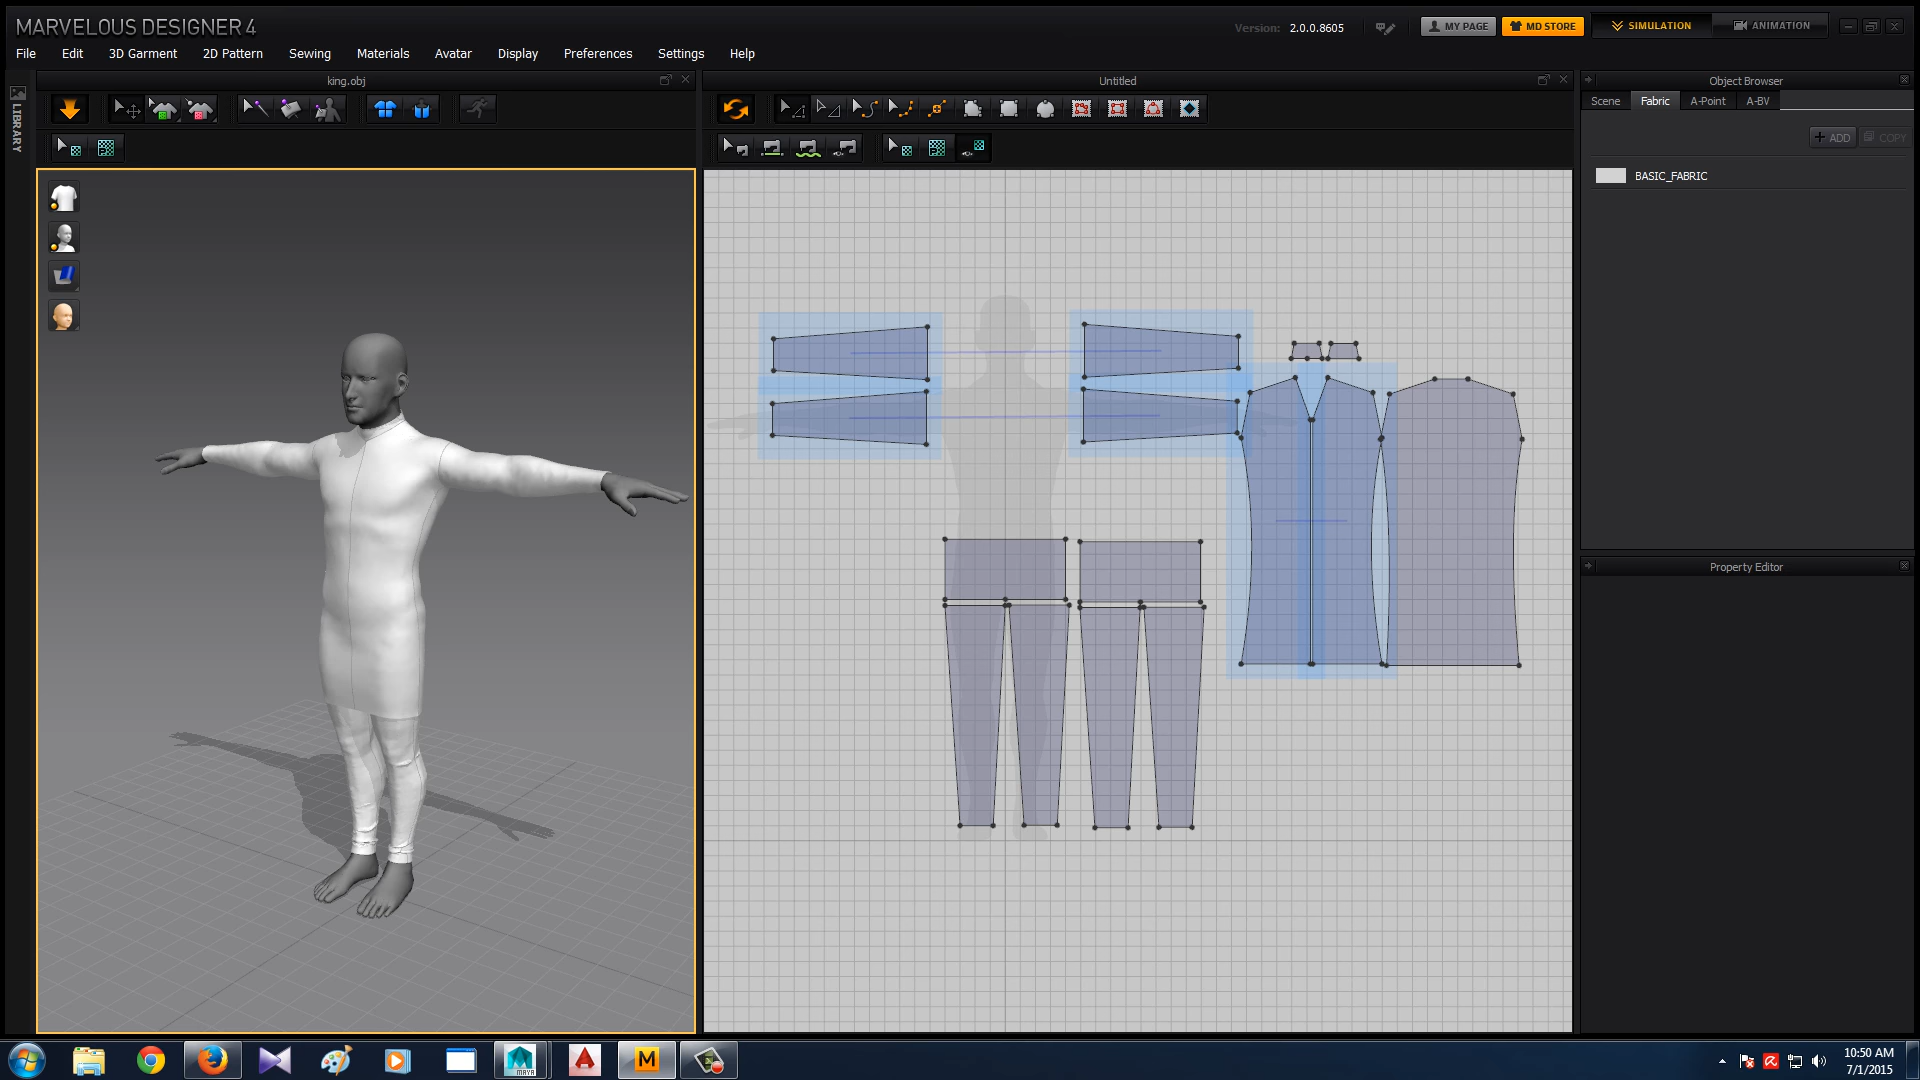 MARVELOUS DESIGNER 4
Version: 2.0.0.8605
MY PAGE
MD STORE
SIMULATION
ANIMATION
File Edit 3D Garment 2D Pattern Sewing Materials Avatar Display Preferences Settings Help
LIBRARY
king.obj
Untitled
Object Browser
Scene Fabric A-Point A-BV
+ ADD
COPY
BASIC_FABRIC
Property Editor
MAYA
A
M
10:50 AM
7/1/2015